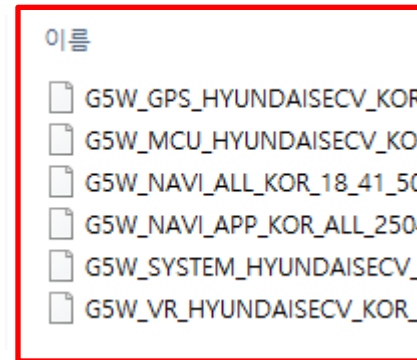 이름
G5W_GPS_HYUNDAISECV_KOR
G5W_MCU_HYUNDAISECV_KO
G5W_NAVI_ALL_KOR_18_41_50
G5W_NAVI_APP_KOR_ALL_250
G5W_SYSTEM_HYUNDAISECV_
G5W_VR_HYUNDAISECV_KOR_